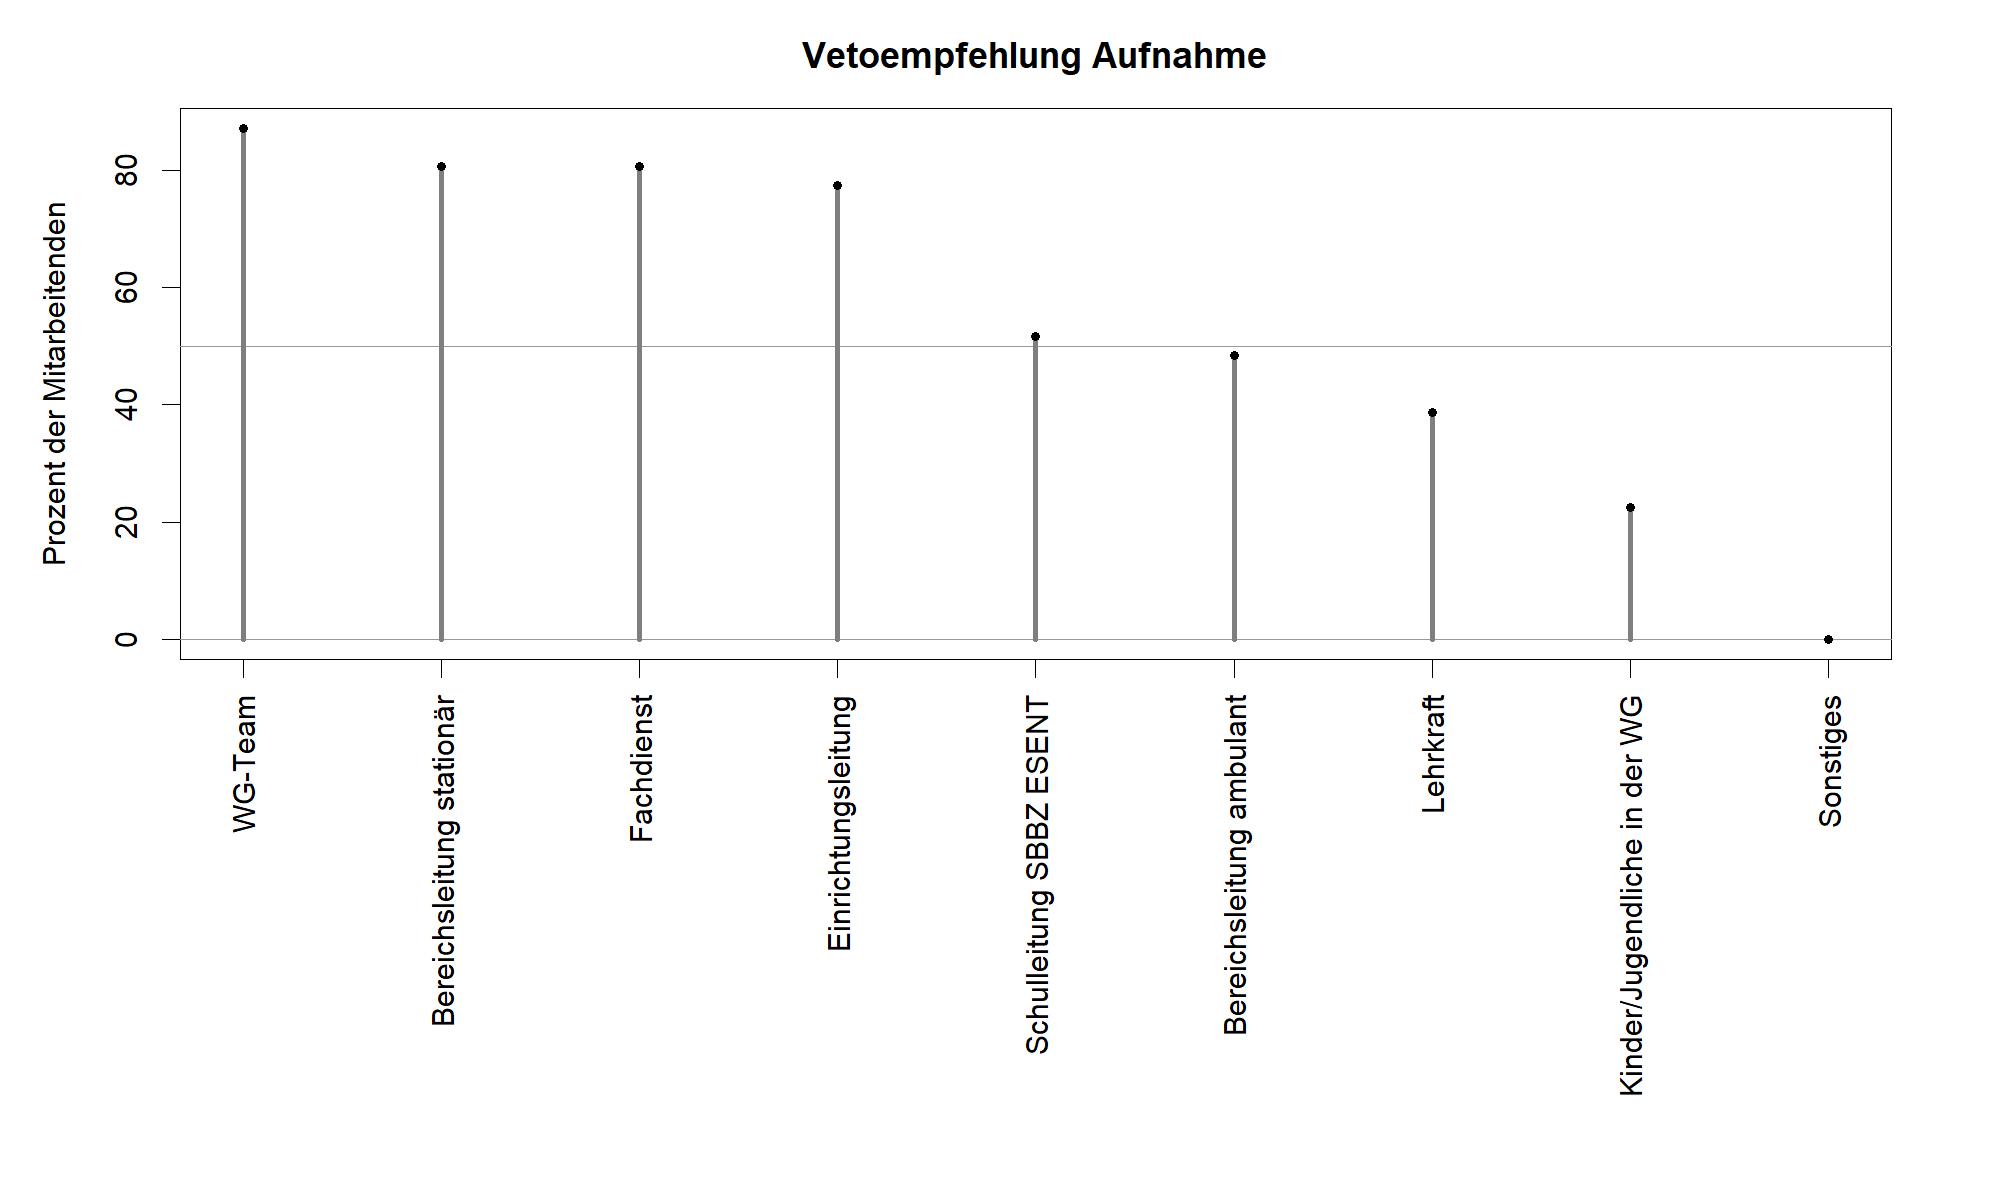 Vetoempfehlung Aufnahme
Prozent der Mitarbeitenden
80
60
40
20
0
WG-Team
Bereichsleitung stationär
Fachdienst
Einrichtungsleitung
Schulleitung SBBZ ESENT
Bereichsleitung ambulant
Lehrkraft
Kinder/Jugendliche in der WG
Sonstiges